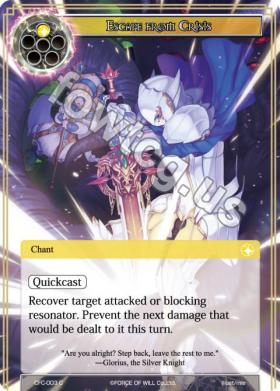 Escape from Crisis
fowtcg.us
Chant
Quickcast
Recover target attacked or blocking
resonator. Prevent the next damage that
would be dealt to it this turn.
"Are you alright? Step back, leave the rest to me."
—Glorius, the Silver Knight
CFC-003 C
©FORCE OF WILL Co.,Ltd.